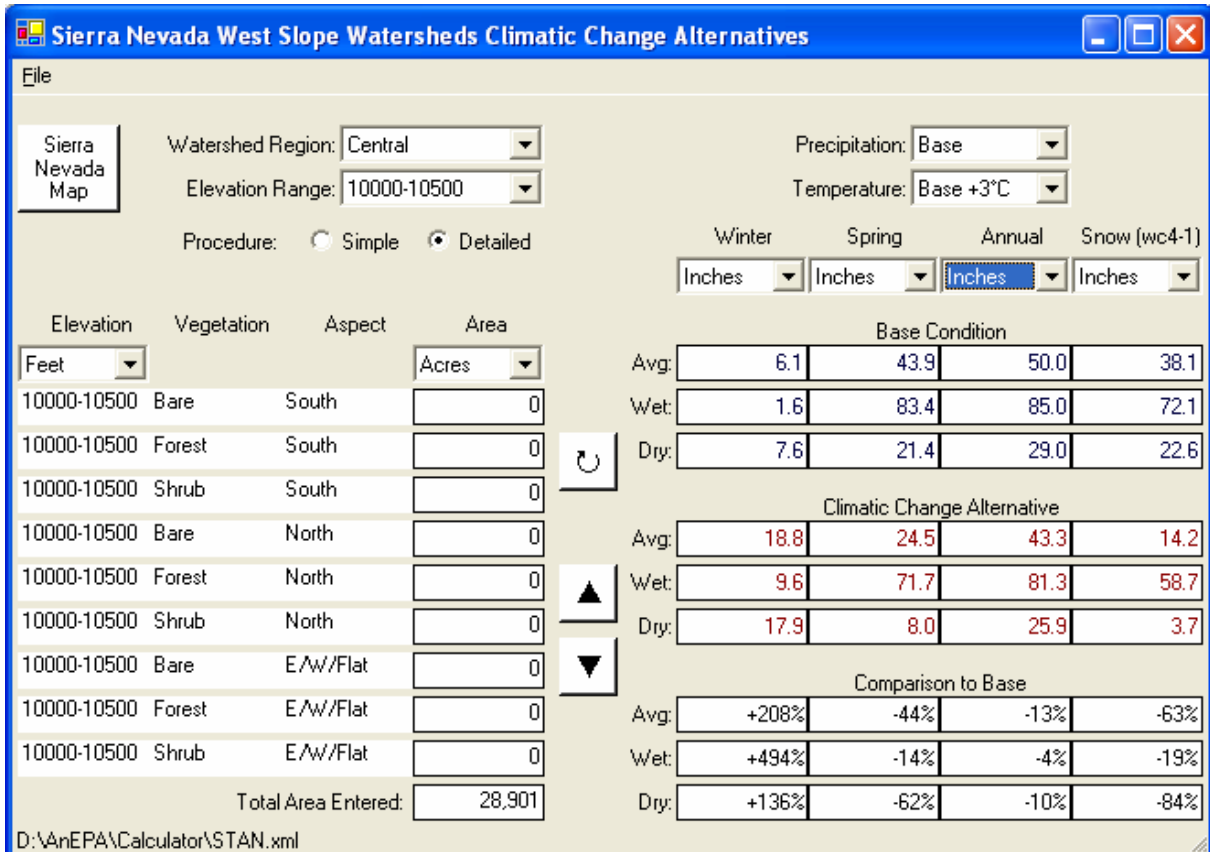 Sierra Nevada West Slope Watersheds Climatic Change Alternatives
File
Sierra
Nevada
Map
Watershed Region: Central
Elevation Range: 10000-10500
Procedure: Simple Detailed
Precipitation: Base
Temperature: Base +3°C
Winter Spring Annual Snow (wc4-1)
Inches Inches Inches Inches
Elevation Vegetation Aspect Area
Feet Acres
10000-10500 Bare South 0
10000-10500 Forest South 0
10000-10500 Shrub South 0
10000-10500 Bare North 0
10000-10500 Forest North 0
10000-10500 Shrub North 0
10000-10500 Bare E/W/Flat 0
10000-10500 Forest E/W/Flat 0
10000-10500 Shrub E/W/Flat 0
Total Area Entered: 28,901
Base Condition
Avg: 6.1 43.9 50.0 38.1
Wet: 1.6 83.4 85.0 72.1
Dry: 7.6 21.4 29.0 22.6
Climatic Change Alternative
Avg: 18.8 24.5 43.3 14.2
Wet: 9.6 71.7 81.3 58.7
Dry: 17.9 8.0 25.9 3.7
Comparison to Base
Avg: +208% -44% -13% -63%
Wet: +494% -14% -4% -19%
Dry: +136% -62% -10% -84%
D:\AnEPA\Calculator\STAN.xml